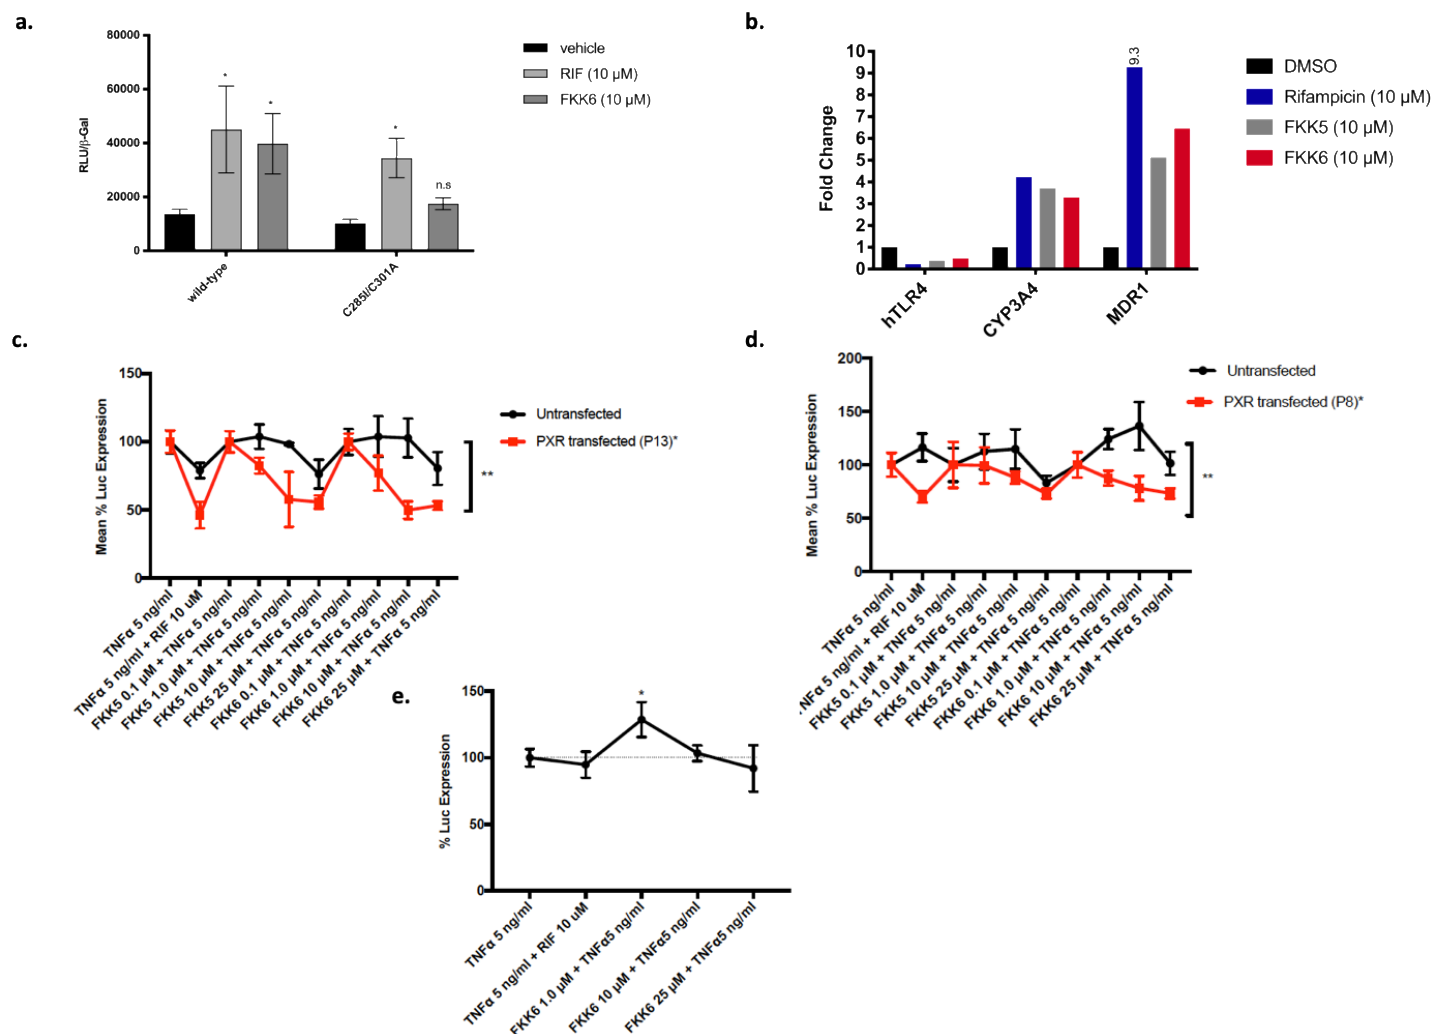 a.
80000
60000
40000
20000
0
RLU/β-Gal
*
*
*
n.s
wild-type
C285I/C301A
vehicle
RIF (10 µM)
FKK6 (10 µM)
b.
10
9
8
7
6
5
4
3
2
1
0
Fold Change
9.3
hTLR4
CYP3A4
MDR1
DMSO
Rifampicin (10 µM)
FKK5 (10 µM)
FKK6 (10 µM)
c.
150
100
50
0
Mean % Luc Expression
Untransfected
PXR transfected (P13)*
**
TNFα 5 ng/ml
TNFα 5 ng/ml + RIF 10 uM
FKK5 0.1 µM + TNFα 5 ng/ml
FKK5 1.0 µM + TNFα 5 ng/ml
FKK5 10 µM + TNFα 5 ng/ml
FKK5 25 µM + TNFα 5 ng/ml
FKK6 0.1 µM + TNFα 5 ng/ml
FKK6 1.0 µM + TNFα 5 ng/ml
FKK6 10 µM + TNFα 5 ng/ml
FKK6 25 µM + TNFα 5 ng/ml
d.
200
150
100
50
0
Mean % Luc Expression
Untransfected
PXR transfected (P8)*
**
TNFα 5 ng/ml
TNFα 5 ng/ml + RIF 10 uM
FKK5 0.1 µM + TNFα 5 ng/ml
FKK5 1.0 µM + TNFα 5 ng/ml
FKK5 10 µM + TNFα 5 ng/ml
FKK5 25 µM + TNFα 5 ng/ml
FKK6 0.1 µM + TNFα 5 ng/ml
FKK6 1.0 µM + TNFα 5 ng/ml
FKK6 10 µM + TNFα 5 ng/ml
FKK6 25 µM + TNFα 5 ng/ml
e.
150
100
50
0
% Luc Expression
*
TNFα 5 ng/ml
TNFα 5 ng/ml + RIF 10 uM
FKK6 1.0 µM + TNFα5 ng/ml
FKK6 10 µM + TNFα5 ng/ml
FKK6 25 µM + TNFα5 ng/ml